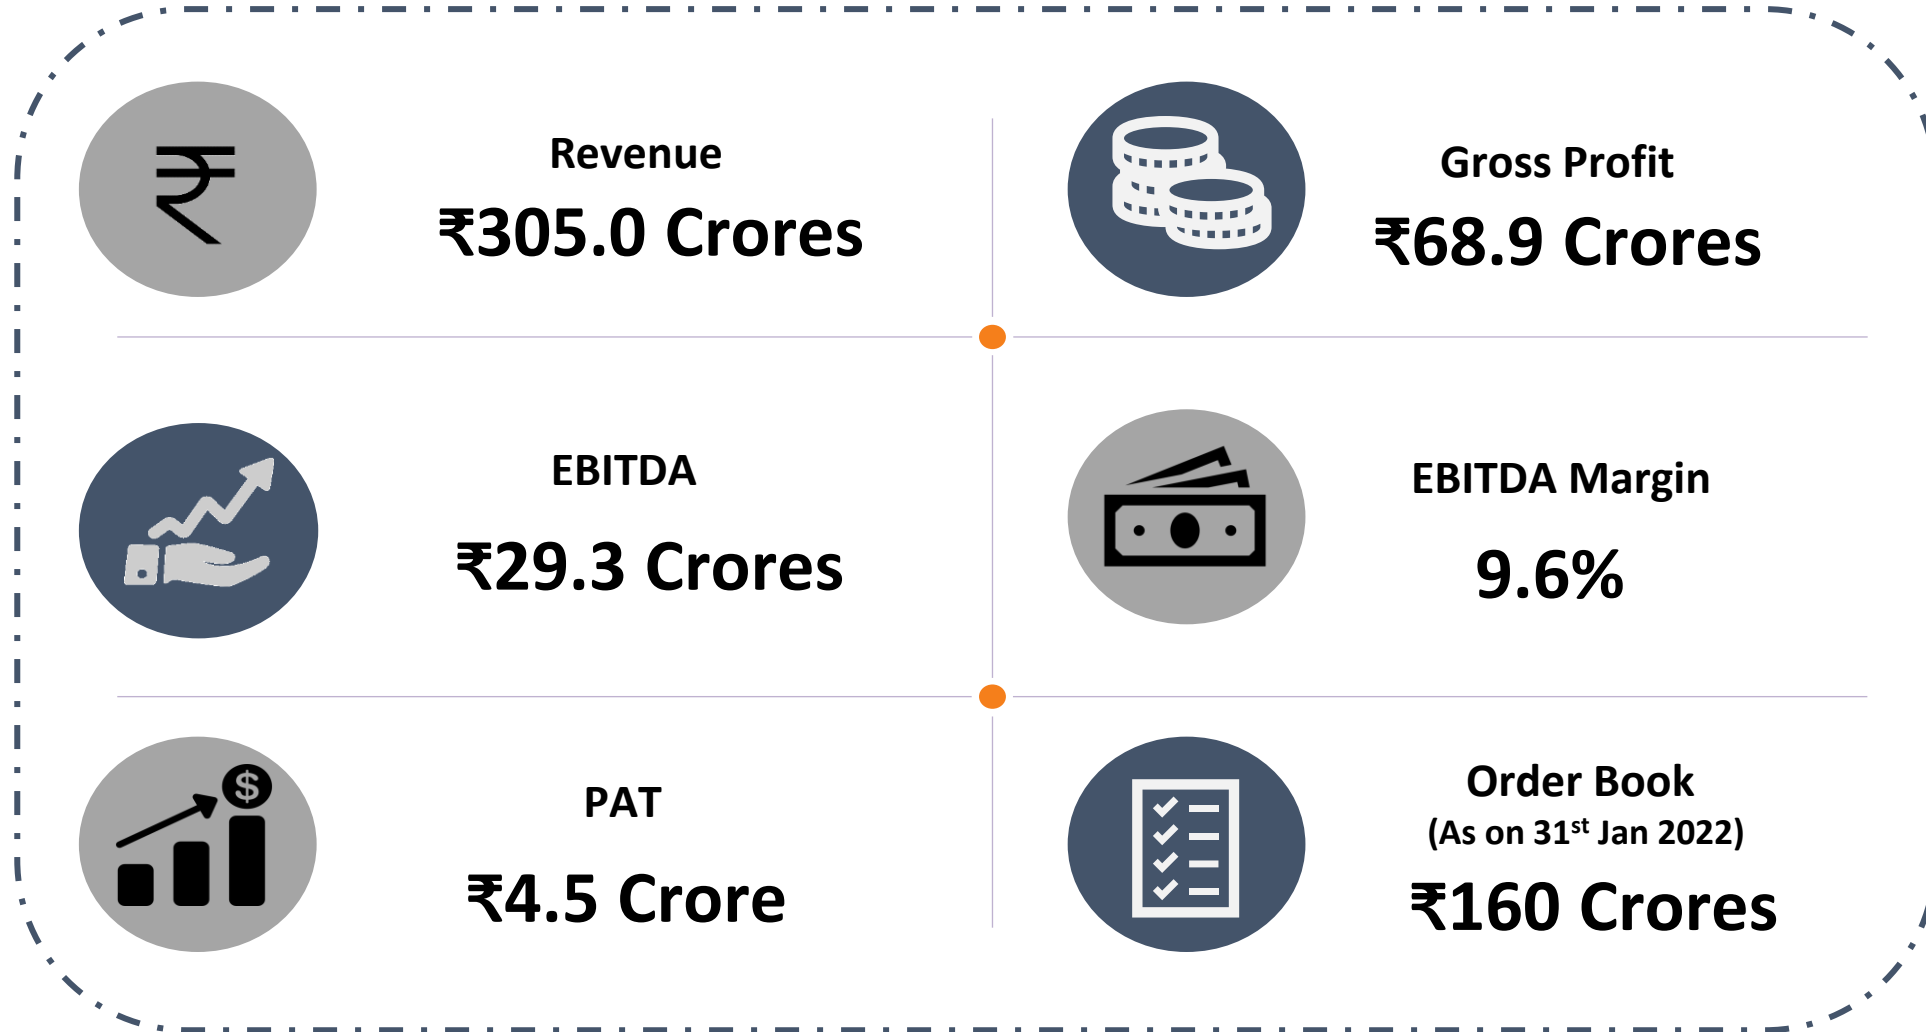 Revenue
₹305.0 Crores
Gross Profit
₹68.9 Crores
EBITDA
₹29.3 Crores
EBITDA Margin
9.6%
PAT
₹4.5 Crore
Order Book
(As on 31st Jan 2022)
₹160 Crores
₹
$